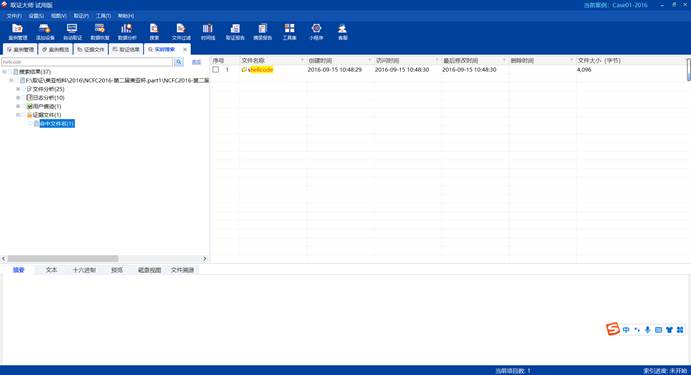 取证大师 试用版
当前案例：Case01-2016
文件(F) 设置(S) 视图(V) 取证(P) 工具(T) 帮助(H)
案例管理 添加设备 自动取证 数据恢复 数据分析 搜索 文件过滤 时间线 取证报告 摘录报告 工具集 小程序 客服
案例管理 案例概览 证据文件 取证结果 实时搜索
hellcode
搜索结果(37)
F:\取证\美亚柏科\2016\NCFC2016-第二届美亚杯.part1\NCFC2016-第二届
文件分析(25)
日志分析(10)
用户痕迹(1)
证据文件(1)
命中文件名(1)
序号 文件名称 创建时间 访问时间 最后修改时间 删除时间 文件大小（字节）
1 shellcode 2016-09-15 10:48:29 2016-09-15 10:48:30 2016-09-15 10:48:30 4,096
摘要 文本 十六进制 预览 磁盘视图 文件溯源
中
当前项目数: 1
索引进度: 未开始